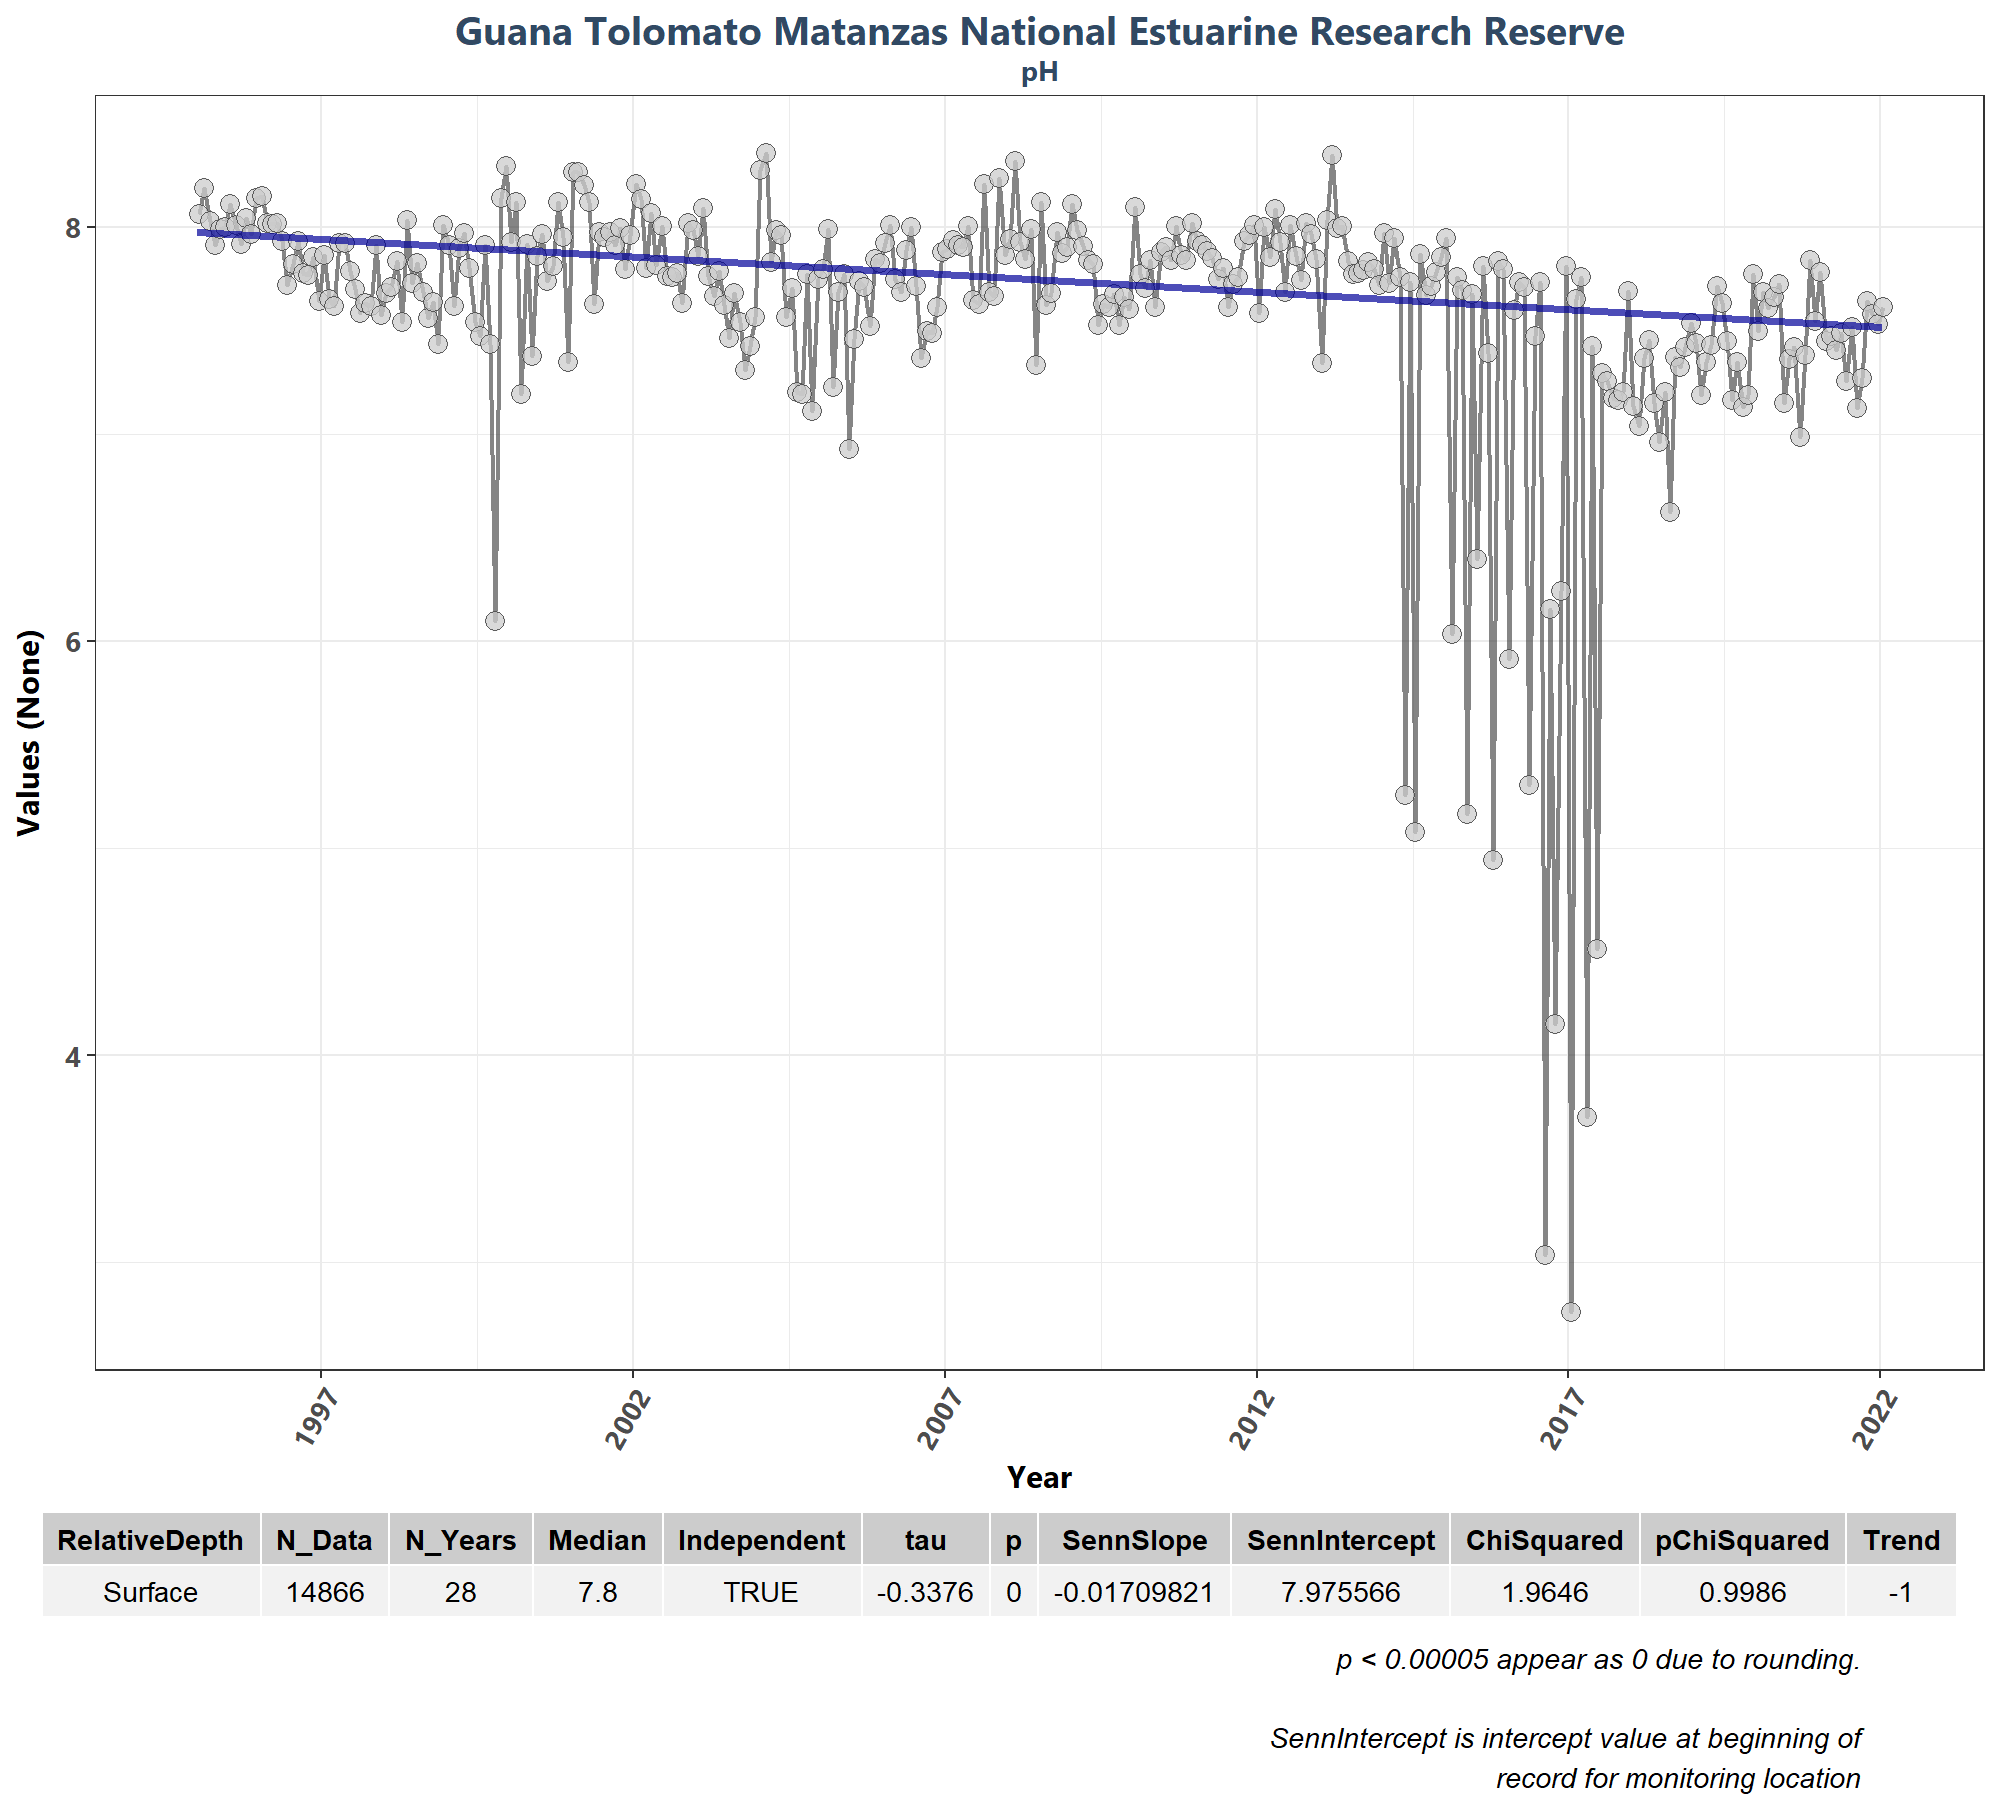 Guana Tolomato Matanzas National Estuarine Research Reserve
pH
8
6
4
Values (None)
1997 2002 2007 2012 2017 2022
Year
RelativeDepth N_Data N_Years Median Independent tau p SennSlope SennIntercept ChiSquared pChiSquared Trend
Surface 14866 28 7.8 TRUE -0.3376 0 -0.01709821 7.975566 1.9646 0.9986 -1
p < 0.00005 appear as 0 due to rounding.
SennIntercept is intercept value at beginning of
record for monitoring location